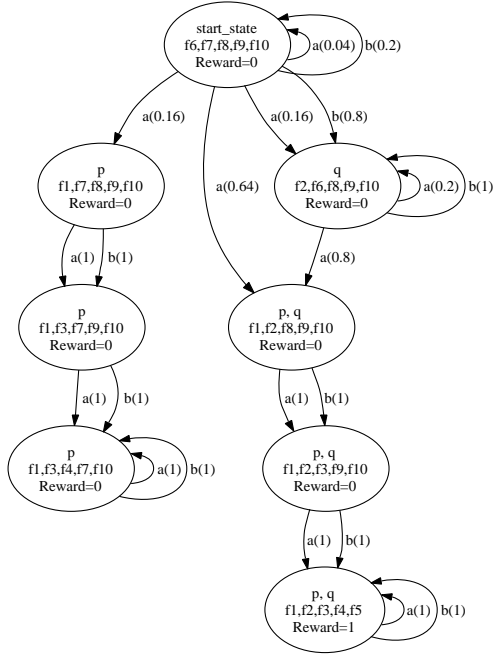 start_state
f6,f7,f8,f9,f10
Reward=0
a(0.04)
b(0.2)
a(0.16)
a(0.16)
b(0.8)
a(0.64)
p
f1,f7,f8,f9,f10
Reward=0
q
f2,f6,f8,f9,f10
Reward=0
a(0.2)
b(1)
a(1)
b(1)
a(0.8)
p
f1,f3,f7,f9,f10
Reward=0
p, q
f1,f2,f8,f9,f10
Reward=0
a(1)
b(1)
a(1)
b(1)
p
f1,f3,f4,f7,f10
Reward=0
a(1)
b(1)
p, q
f1,f2,f3,f9,f10
Reward=0
a(1)
b(1)
p, q
f1,f2,f3,f4,f5
Reward=1
a(1)
b(1)